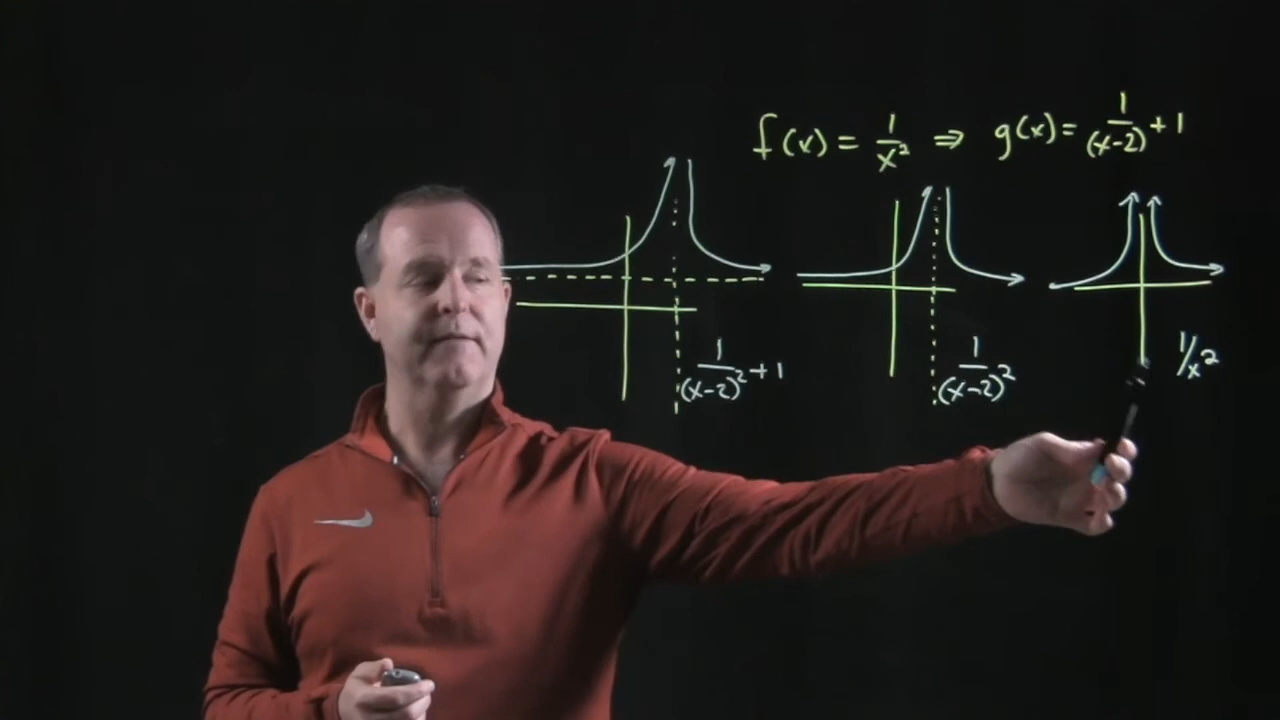 f(x) = 1/x² ⇒ g(x) = 1/(x-2) + 1
1/(x-2)² + 1
1/(x-2)²
1/x²